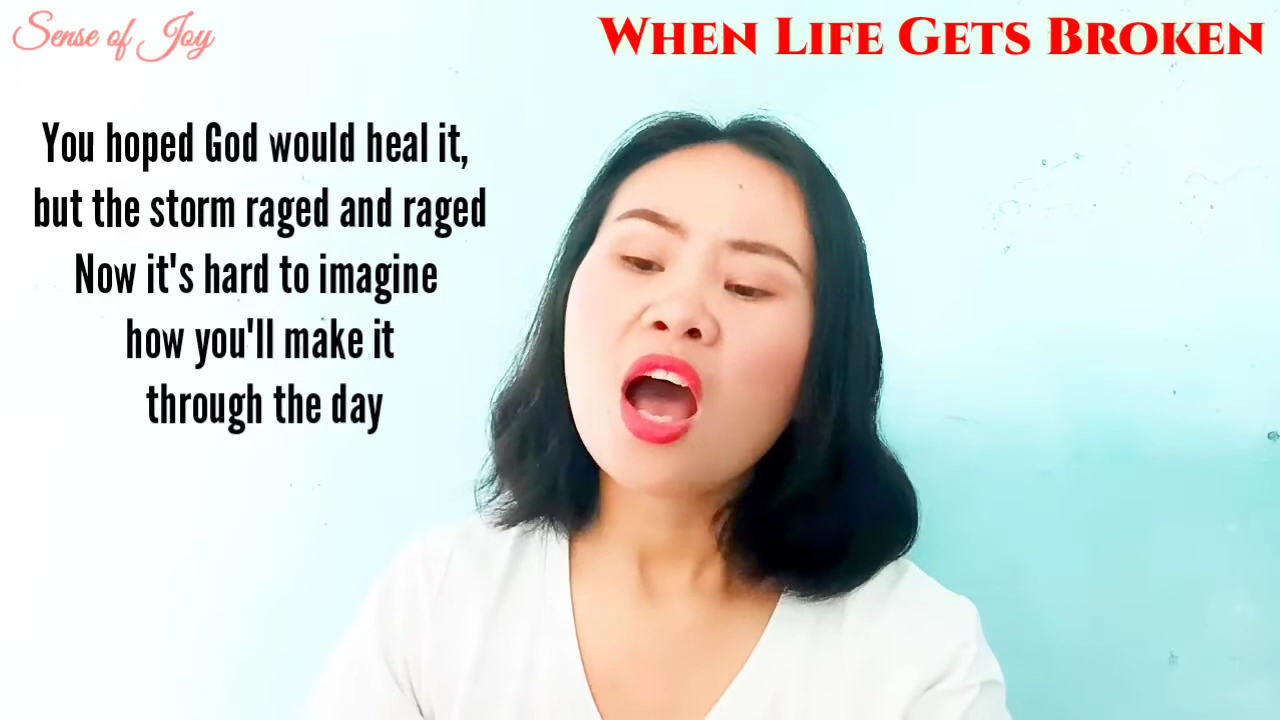 Sense of Joy
When Life Gets Broken
You hoped God would heal it,
but the storm raged and raged
Now it's hard to imagine
how you'll make it
through the day